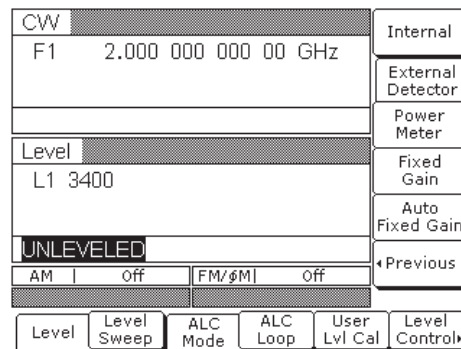 CW
F1 2.000 000 000 00 GHz
Level
L1 3400
UNLEVELED
AM | Off FM/ϕM| Off
Internal
External
Detector
Power
Meter
Fixed
Gain
Auto
Fixed Gain
◂Previous
Level
Level
Sweep
ALC
Mode
ALC
Loop
User
Lvl Cal
Level
Control▸